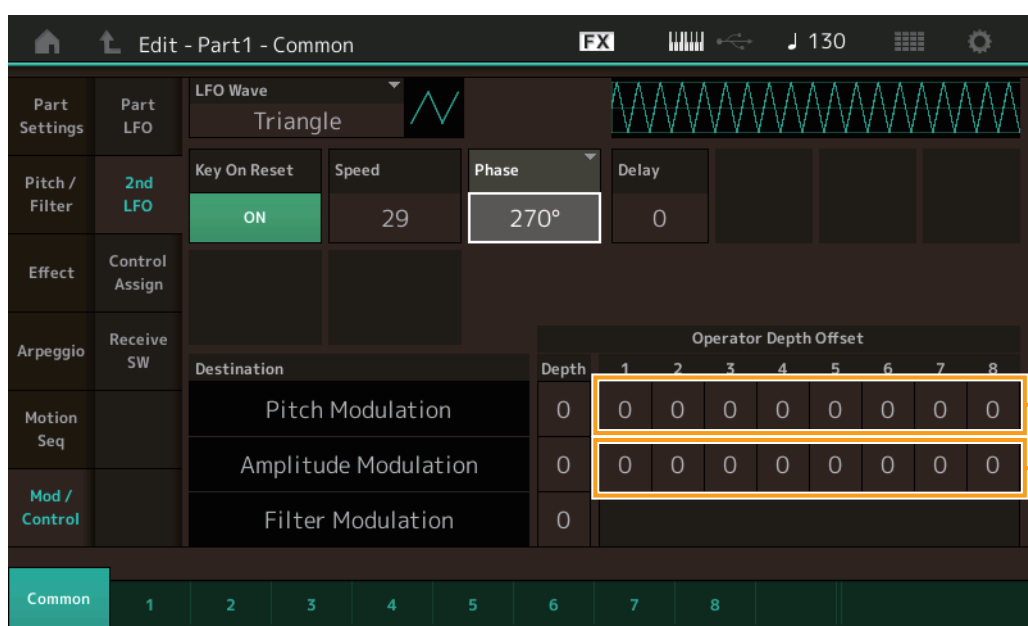 Edit - Part1 - Common
FX
♩ 130
Part Settings
Part LFO
LFO Wave
Triangle
Pitch / Filter
2nd LFO
Key On Reset
ON
Speed
29
Phase
270°
Delay
0
Effect
Control Assign
Arpeggio
Receive SW
Operator Depth Offset
Destination
Depth
1 2 3 4 5 6 7 8
Motion Seq
Pitch Modulation 0 0 0 0 0 0 0 0 0
Amplitude Modulation 0 0 0 0 0 0 0 0 0
Mod / Control
Filter Modulation 0
Common 1 2 3 4 5 6 7 8